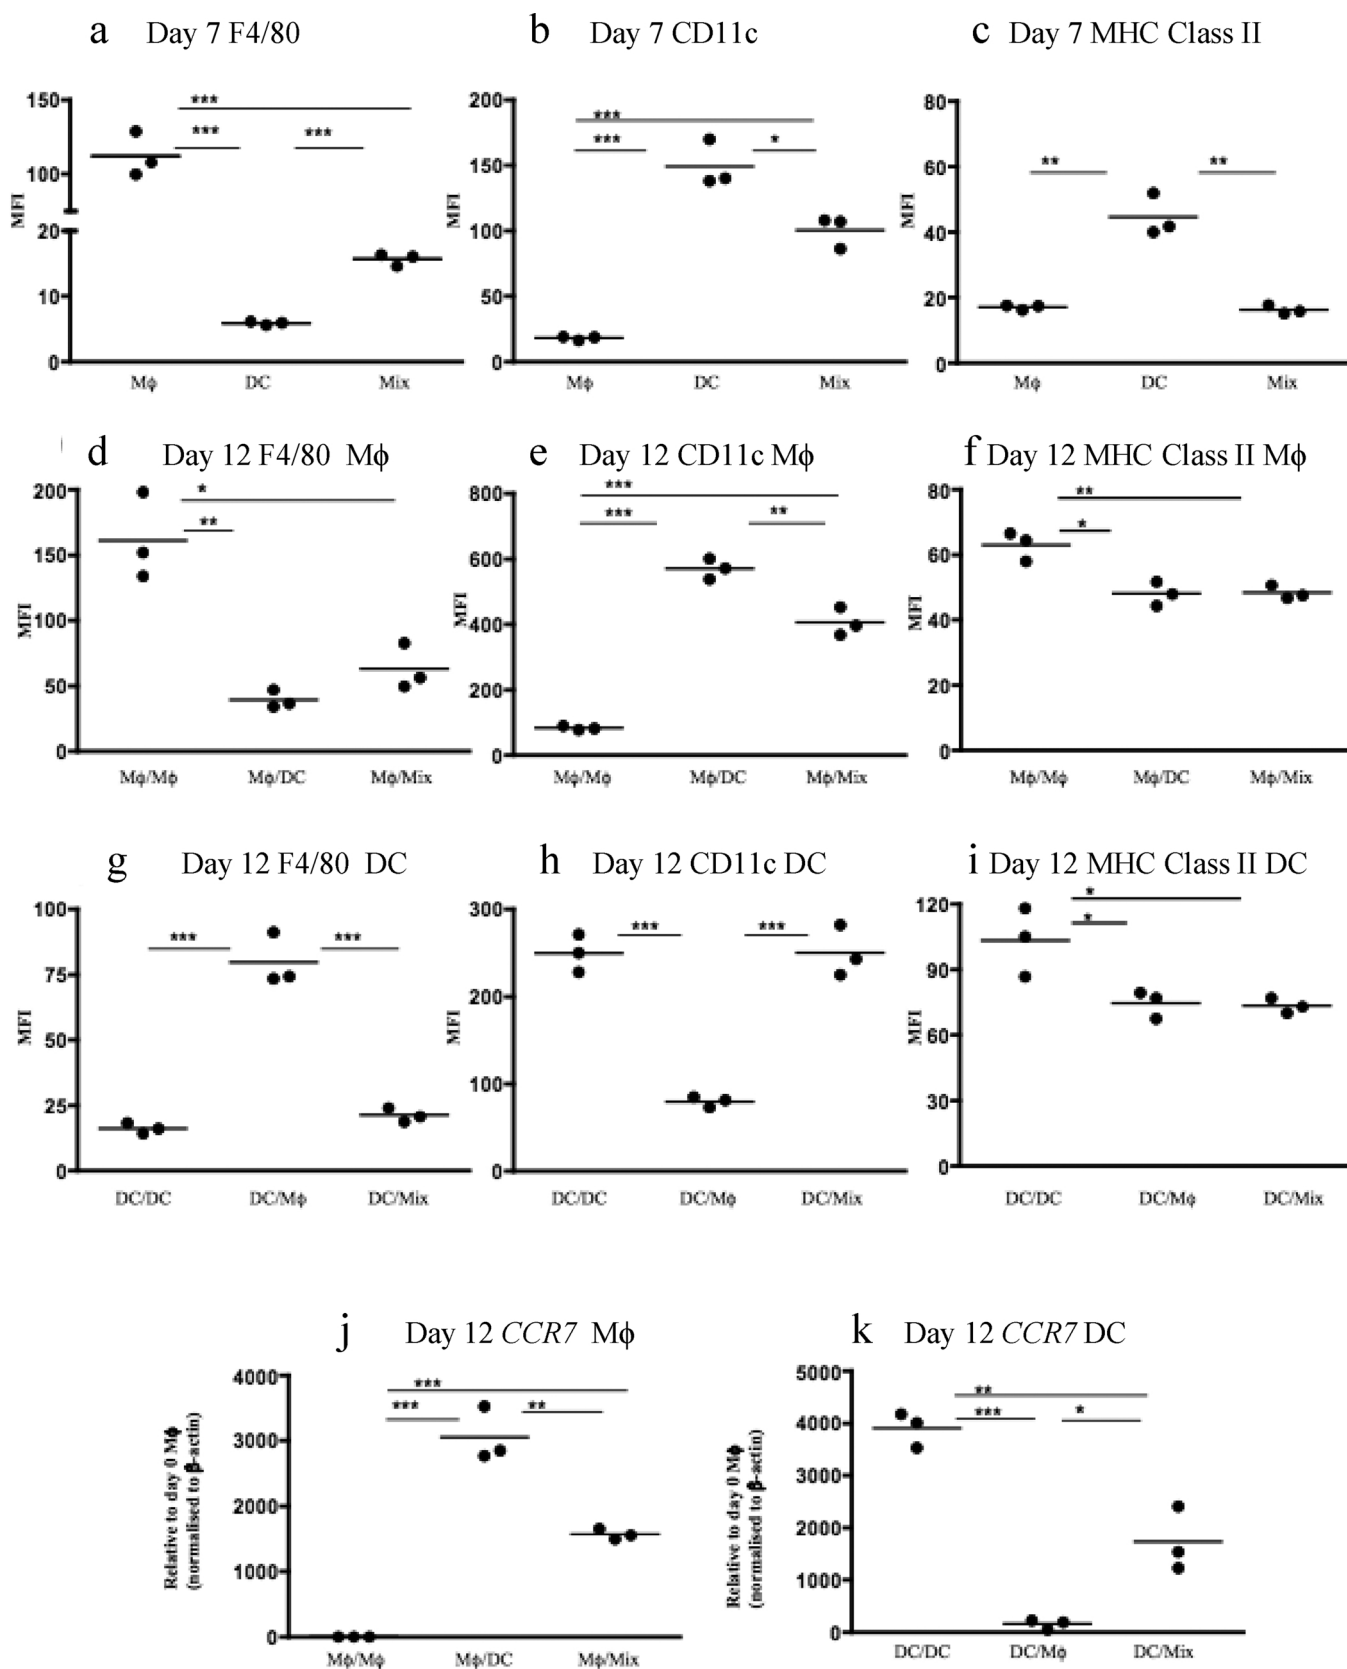 a Day 7 F4/80
b Day 7 CD11c
c Day 7 MHC Class II
150
100
20
10
0
MFI
***
***
***
Mϕ DC Mix
200
150
100
50
0
MFI
***
***
*
Mϕ DC Mix
80
60
40
20
0
MFI
**
**
Mϕ DC Mix
d Day 12 F4/80 Mϕ
e Day 12 CD11c Mϕ
f Day 12 MHC Class II Mϕ
200
150
100
50
0
MFI
*
**
Mϕ/Mϕ Mϕ/DC Mϕ/Mix
800
600
400
200
0
MFI
***
***
**
Mϕ/Mϕ Mϕ/DC Mϕ/Mix
80
60
40
20
0
MFI
**
*
Mϕ/Mϕ Mϕ/DC Mϕ/Mix
g Day 12 F4/80 DC
h Day 12 CD11c DC
i Day 12 MHC Class II DC
100
75
50
25
0
MFI
***
***
DC/DC DC/Mϕ DC/Mix
300
200
100
0
MFI
***
***
DC/DC DC/Mϕ DC/Mix
120
90
60
30
0
MFI
*
*
DC/DC DC/Mϕ DC/Mix
j Day 12 CCR7 Mϕ
k Day 12 CCR7 DC
4000
3000
2000
1000
0
Relative to day 0 Mϕ
(normalised to β-actin)
***
***
**
Mϕ/Mϕ Mϕ/DC Mϕ/Mix
5000
4000
3000
2000
1000
0
Relative to day 0 Mϕ
(normalised to β-actin)
**
***
*
DC/DC DC/Mϕ DC/Mix